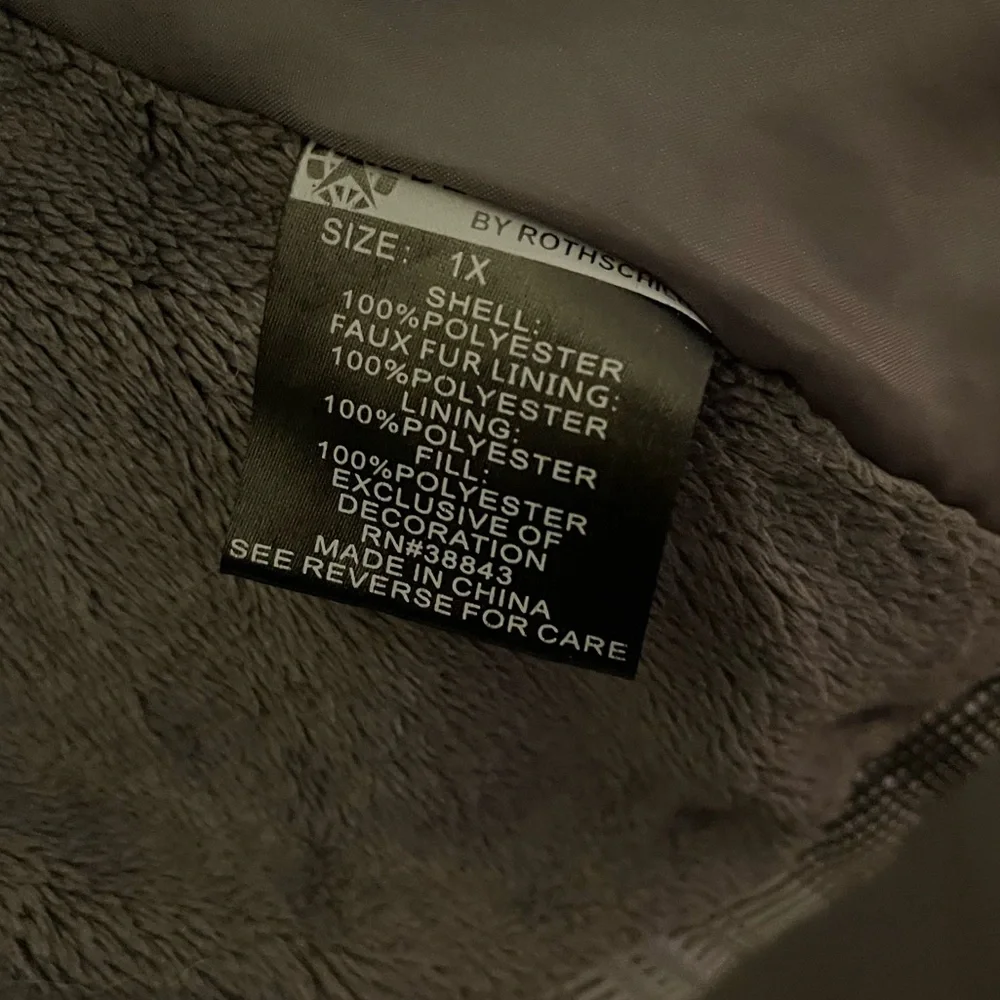 BY ROTHSCHI
SIZE: 1X
SHELL:
100%POLYESTER
FAUX FUR LINING:
100%POLYESTER
LINING:
100%POLYESTER
FILL:
100%POLYESTER
EXCLUSIVE OF
DECORATION
RN#38843
MADE IN CHINA
SEE REVERSE FOR CARE